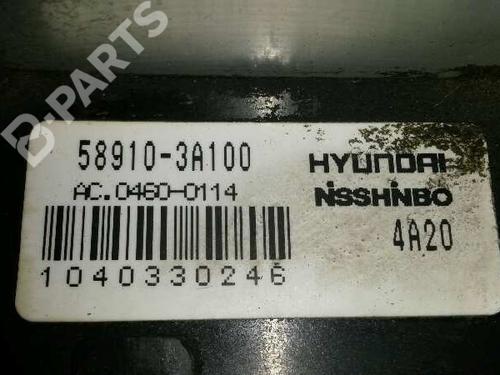 B-PARTS
58910-3A100
HYUNDAI
AC.0460-0114
NiSSHiNBO
4A20
1040330246